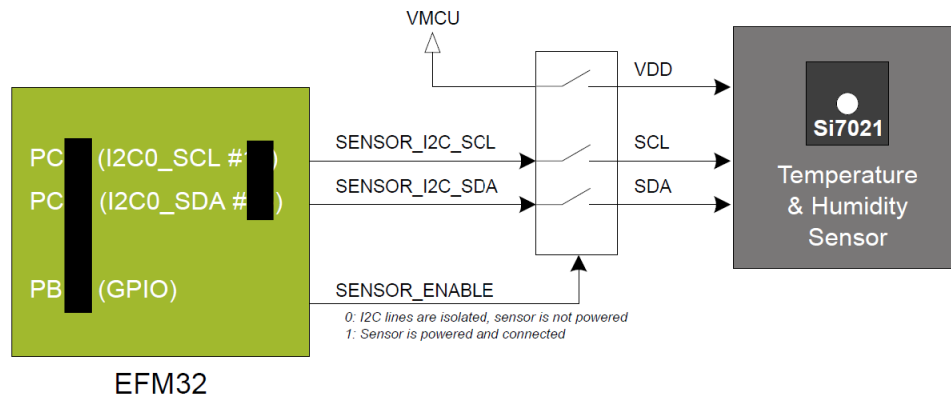 VMCU
VDD
Si7021
PC (I2C0_SCL # )
SENSOR_I2C_SCL
SCL
PC (I2C0_SDA # )
SENSOR_I2C_SDA
SDA
Temperature
& Humidity
Sensor
PB (GPIO)
SENSOR_ENABLE
0: I2C lines are isolated, sensor is not powered
1: Sensor is powered and connected
EFM32